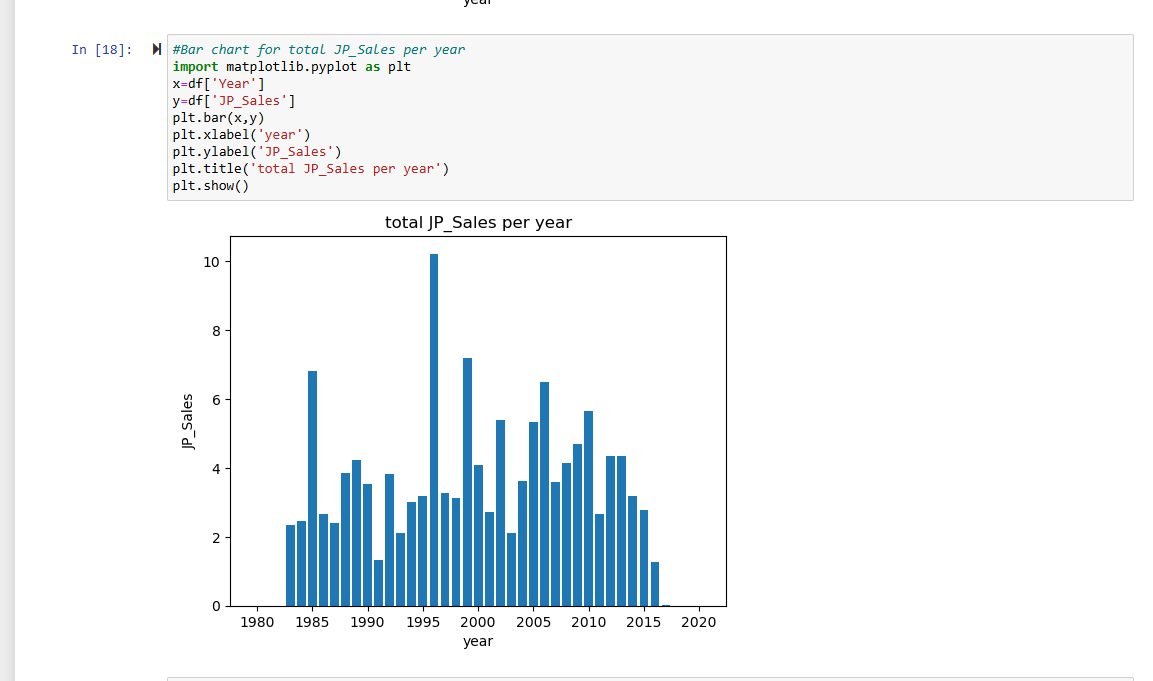 year
In [18]:
#Bar chart for total JP_Sales per year
import matplotlib.pyplot as plt
x=df['Year']
y=df['JP_Sales']
plt.bar(x,y)
plt.xlabel('year')
plt.ylabel('JP_Sales')
plt.title('total JP_Sales per year')
plt.show()
total JP_Sales per year
10
8
6
4
2
0
JP_Sales
1980 1985 1990 1995 2000 2005 2010 2015 2020
year